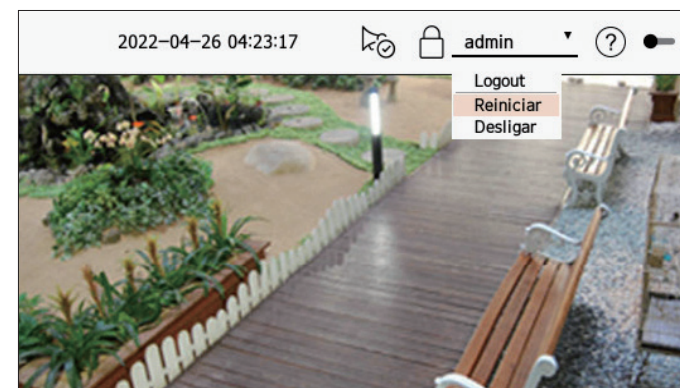 2022-04-26 04:23:17
admin
?
Logout
Reiniciar
Desligar